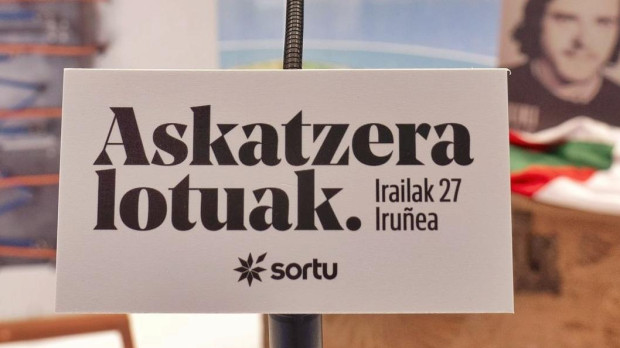 Askatzera
lotuak.
Irailak 27
Iruñea
sortu